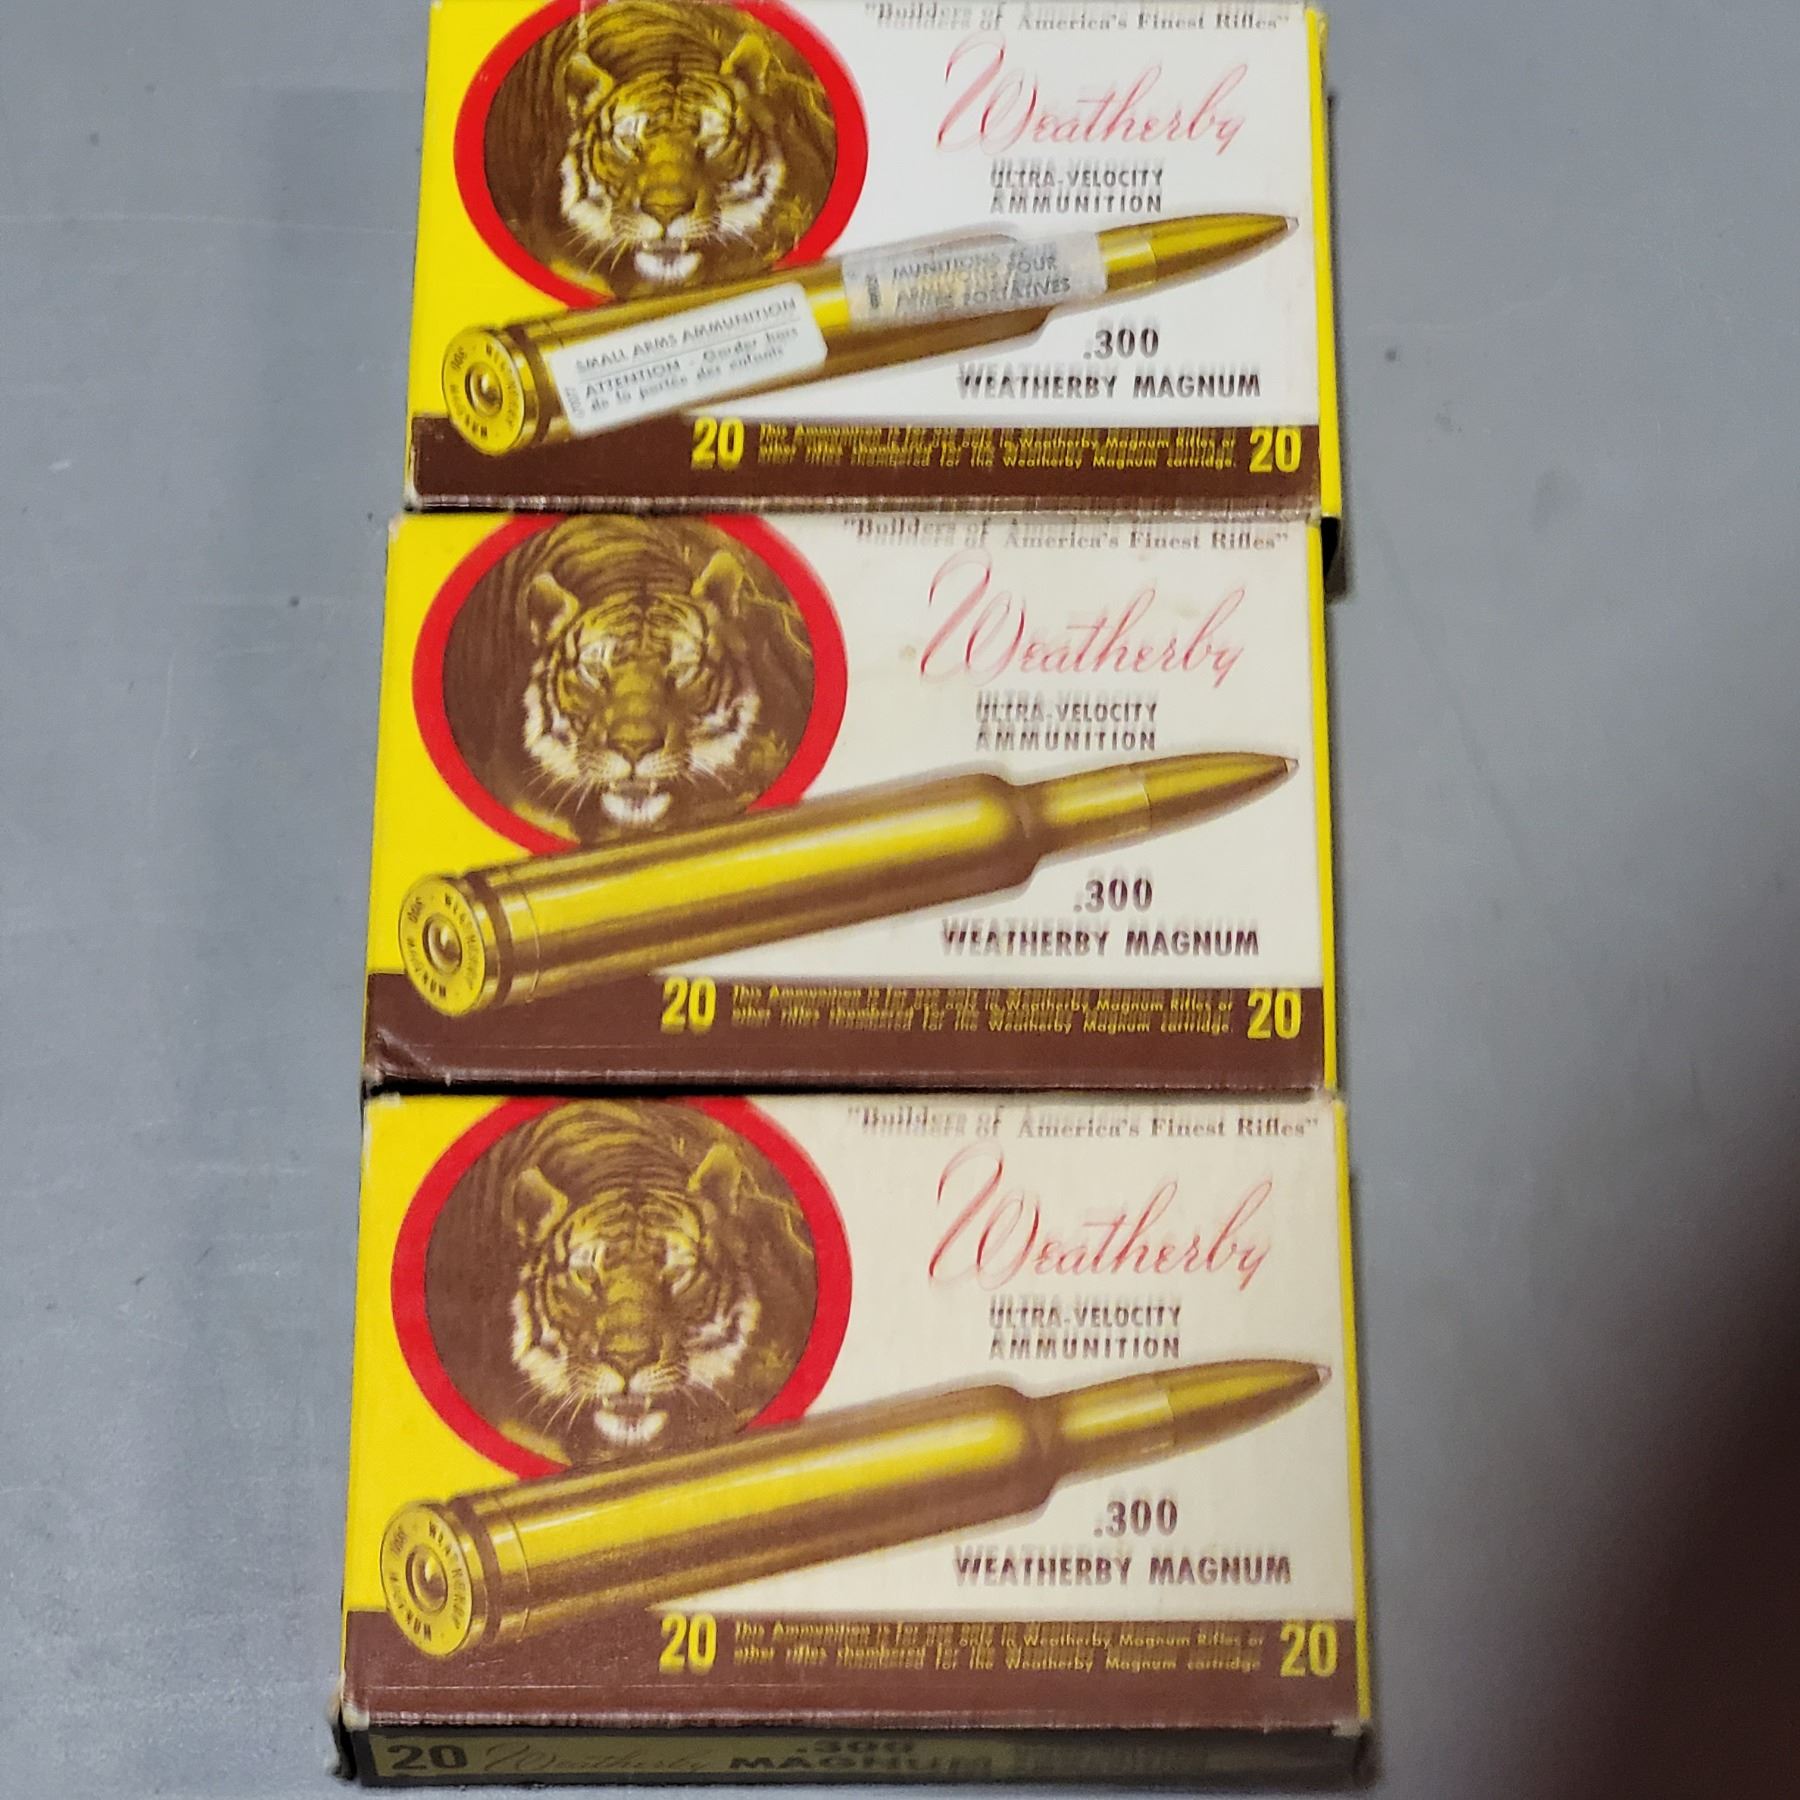 "Builders of America's Finest Rifles"
Weatherby
ULTRA-VELOCITY
AMMUNITION
MUNITIONS POUR
ARMES PORTATIVES
SMALL ARMS AMMUNITION
ATTENTION - Garder hors
de la portée des enfants
.300
WEATHERBY MAGNUM
20 This Ammunition is for use only in Weatherby Magnum Rifles or 20
other rifles chambered for the Weatherby Magnum cartridge.
"Builders of America's Finest Rifles"
Weatherby
ULTRA-VELOCITY
AMMUNITION
.300
WEATHERBY MAGNUM
20 This Ammunition is for use only in Weatherby Magnum Rifles or 20
other rifles chambered for the Weatherby Magnum cartridge.
"Builders of America's Finest Rifles"
Weatherby
ULTRA-VELOCITY
AMMUNITION
.300
WEATHERBY MAGNUM
300 WEATHERBY MAGNUM
20 This Ammunition is for use only in Weatherby Magnum Rifles or 20
other rifles chambered for the Weatherby Magnum cartridge
20 Weatherby .300
MAGNUM